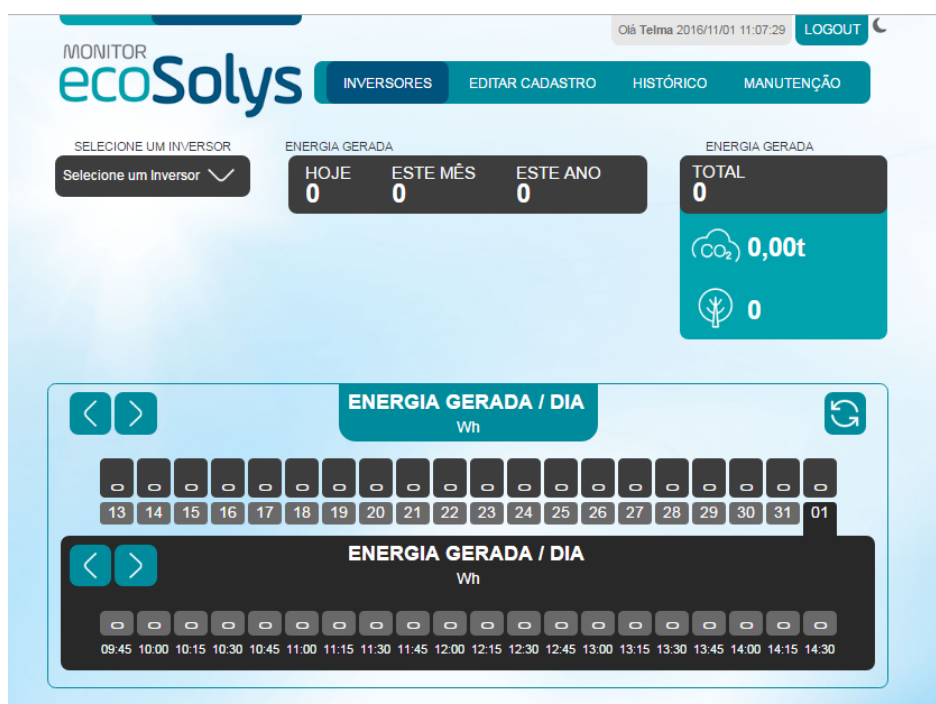 Olá Telma 2016/11/01 11:07:29 LOGOUT
MONITOR
ecoSolys
INVERSORES EDITAR CADASTRO HISTÓRICO MANUTENÇÃO
SELECIONE UM INVERSOR ENERGIA GERADA ENERGIA GERADA
Selecione um Inversor HOJE ESTE MÊS ESTE ANO TOTAL
0 0 0 0
CO₂ 0,00t
0
ENERGIA GERADA / DIA
Wh
0 0 0 0 0 0 0 0 0 0 0 0 0 0 0 0 0 0 0 0
13 14 15 16 17 18 19 20 21 22 23 24 25 26 27 28 29 30 31 01
ENERGIA GERADA / DIA
Wh
0 0 0 0 0 0 0 0 0 0 0 0 0 0 0 0 0 0 0 0
09:45 10:00 10:15 10:30 10:45 11:00 11:15 11:30 11:45 12:00 12:15 12:30 12:45 13:00 13:15 13:30 13:45 14:00 14:15 14:30